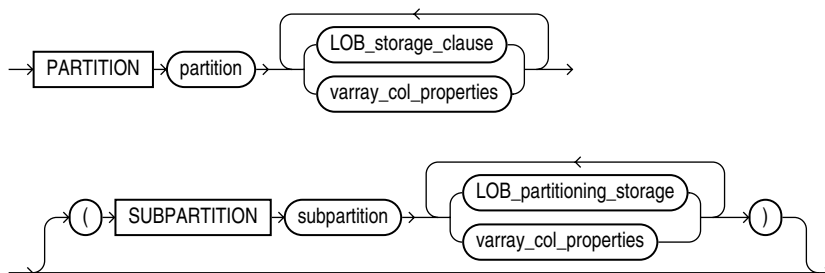 PARTITION partition LOB_storage_clause
varray_col_properties
( SUBPARTITION subpartition LOB_partitioning_storage )
varray_col_properties